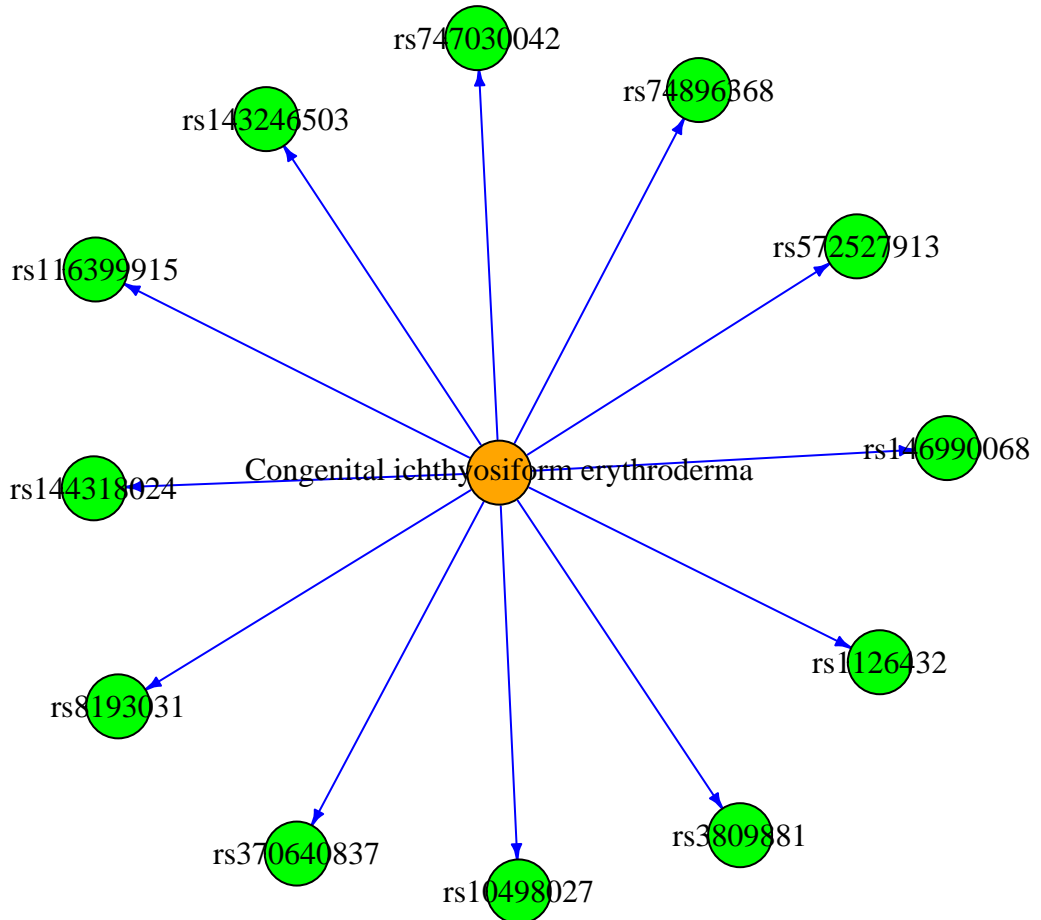 rs747030042
rs74896368
rs143246503
rs572527913
rs116399915
rs146990068
Congenital ichthyosiform erythroderma
rs144318024
rs1126432
rs8193031
rs3809881
rs370640837
rs10498027